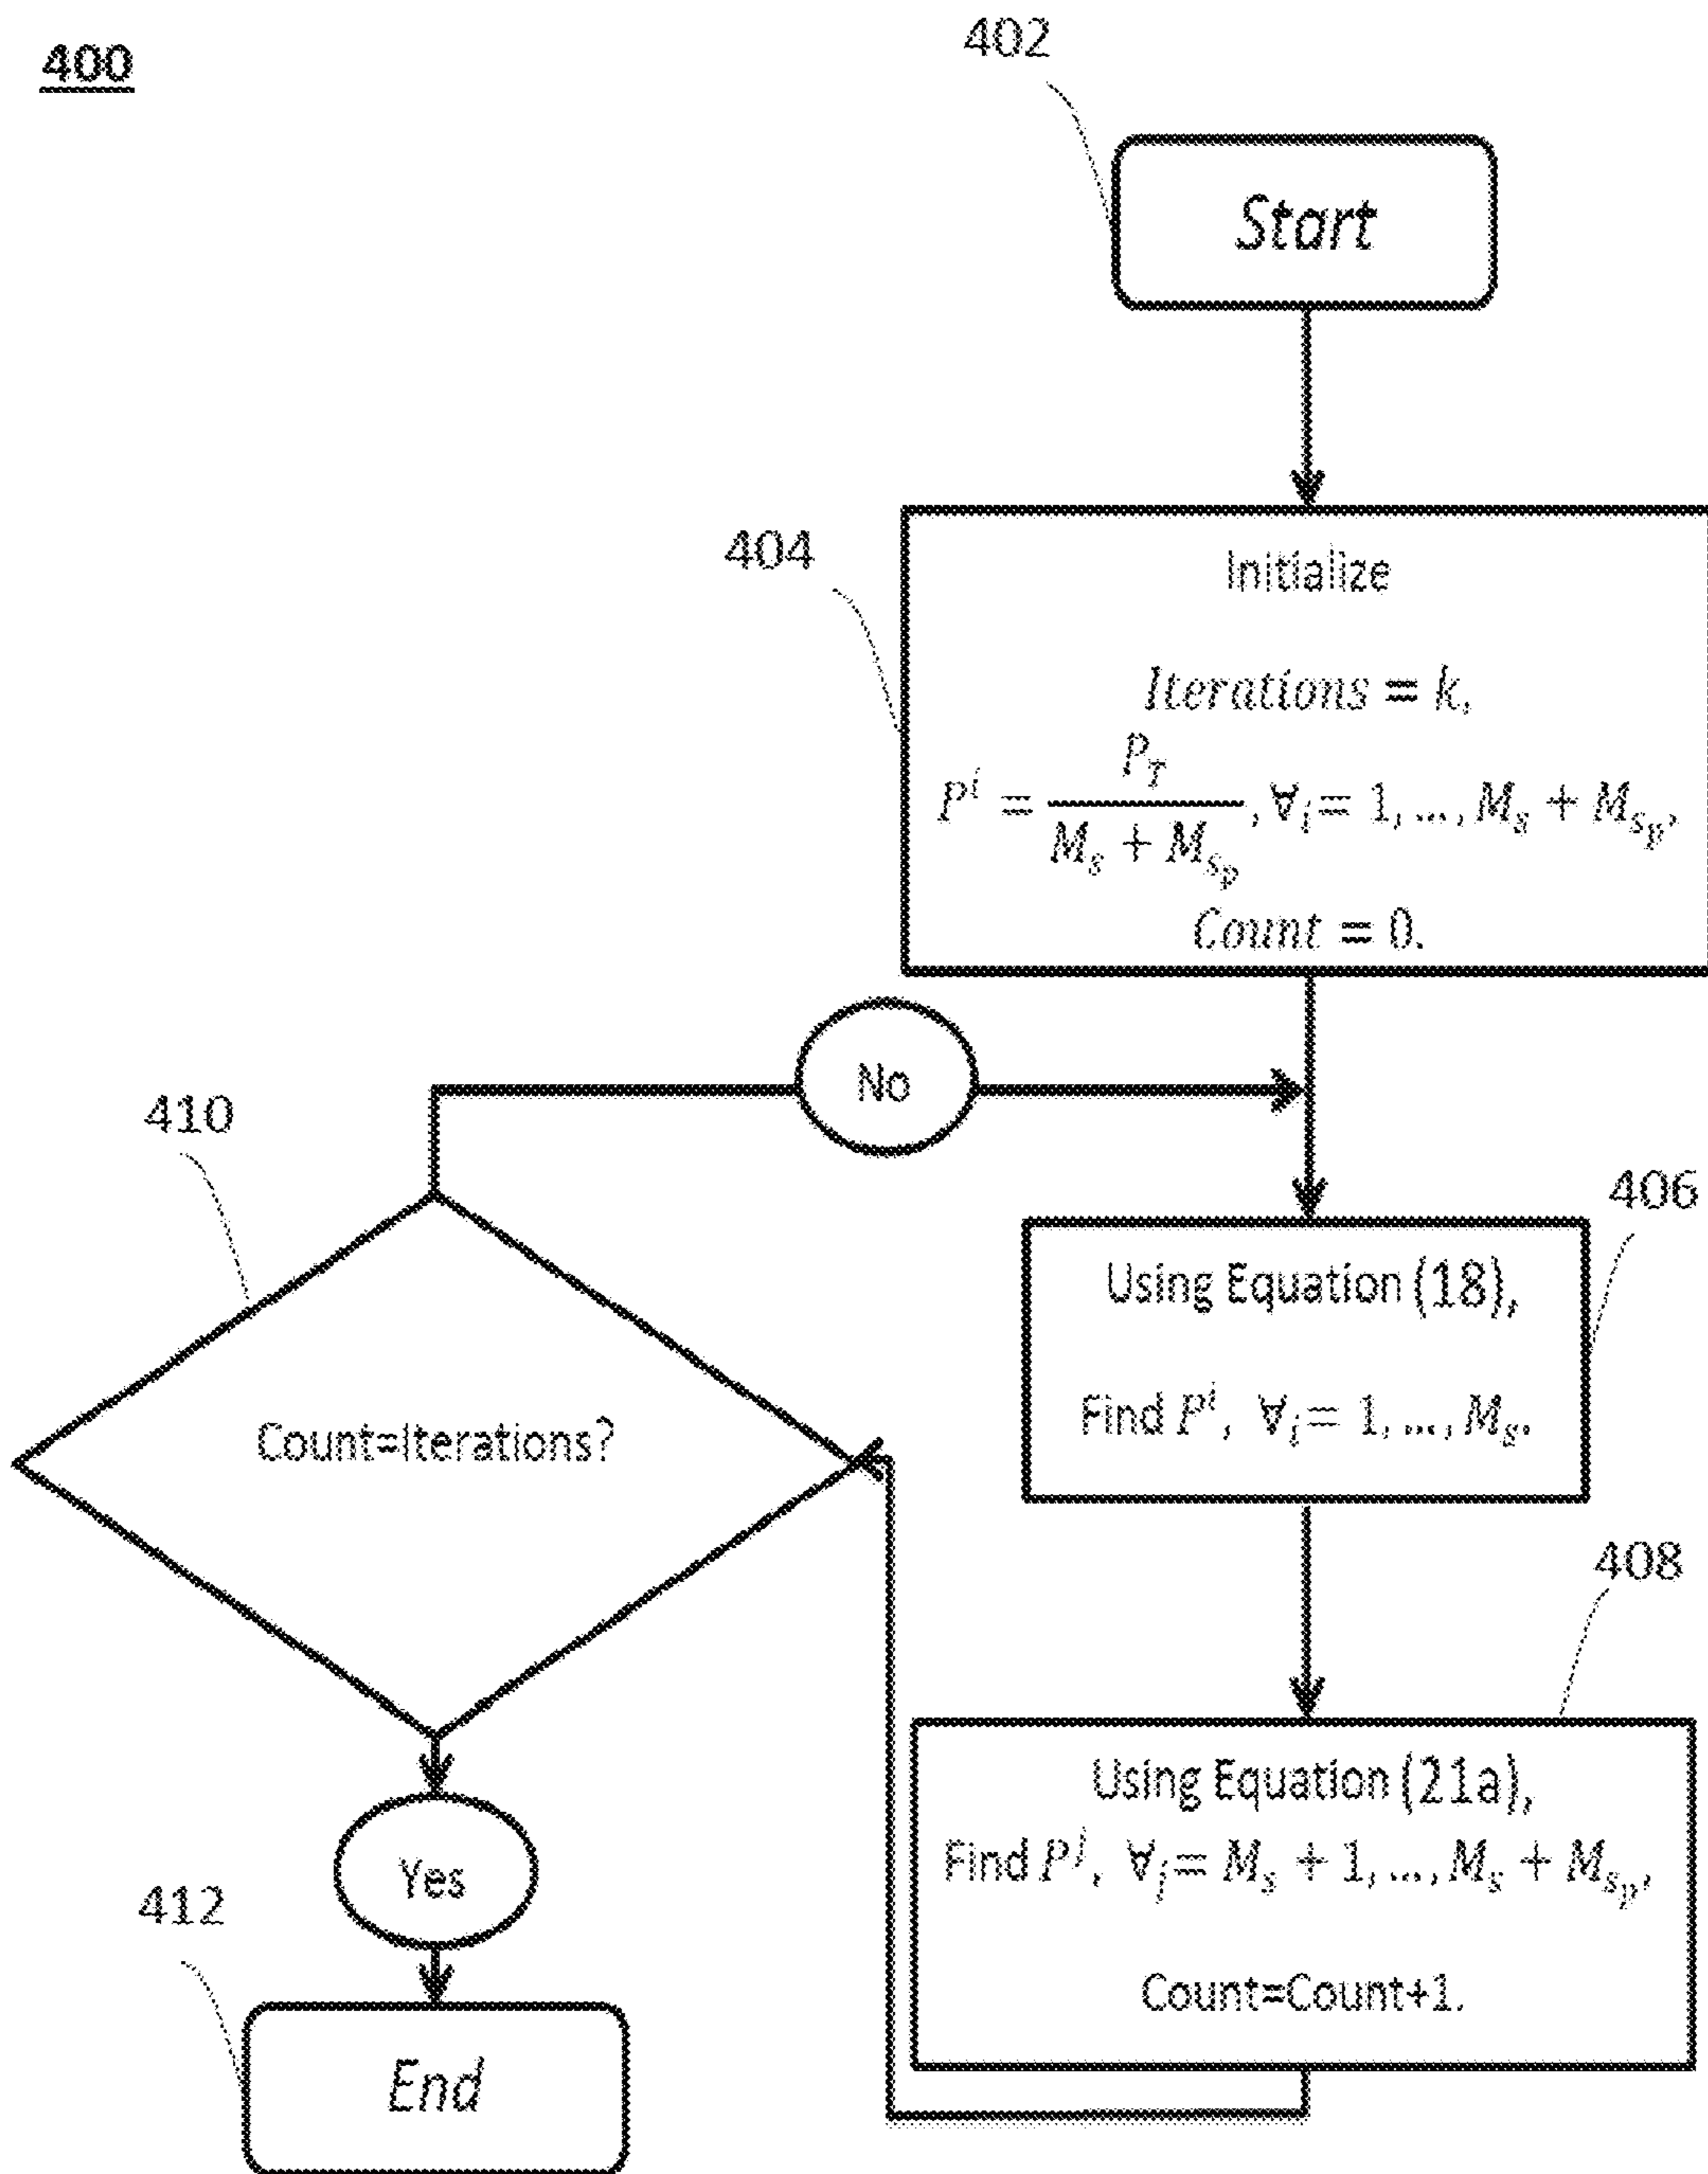 400
402
Start
404
Initialize
Iterations = k,
P^i = P_T / (M_s + M_{s_p}), ∀_i = 1, ..., M_s + M_{s_p},
Count = 0.
No
410
406
Using Equation (18),
Find P^i, ∀_i = 1, ..., M_s.
Count=Iterations?
408
Using Equation (21a),
Find P^j, ∀_j = M_s + 1, ..., M_s + M_{s_p},
Count=Count+1.
Yes
412
End